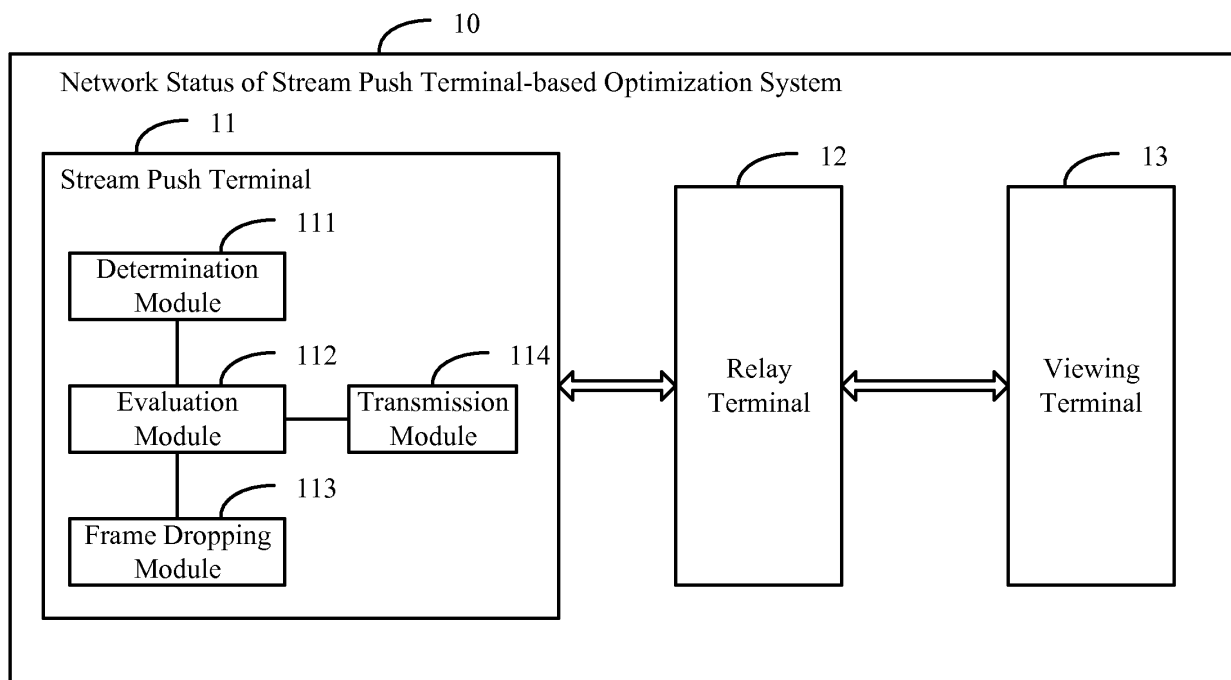 10
Network Status of Stream Push Terminal-based Optimization System
11
Stream Push Terminal
12
13
111
Determination
Module
112
Evaluation
Module
114
Transmission
Module
113
Frame Dropping
Module
Relay
Terminal
Viewing
Terminal